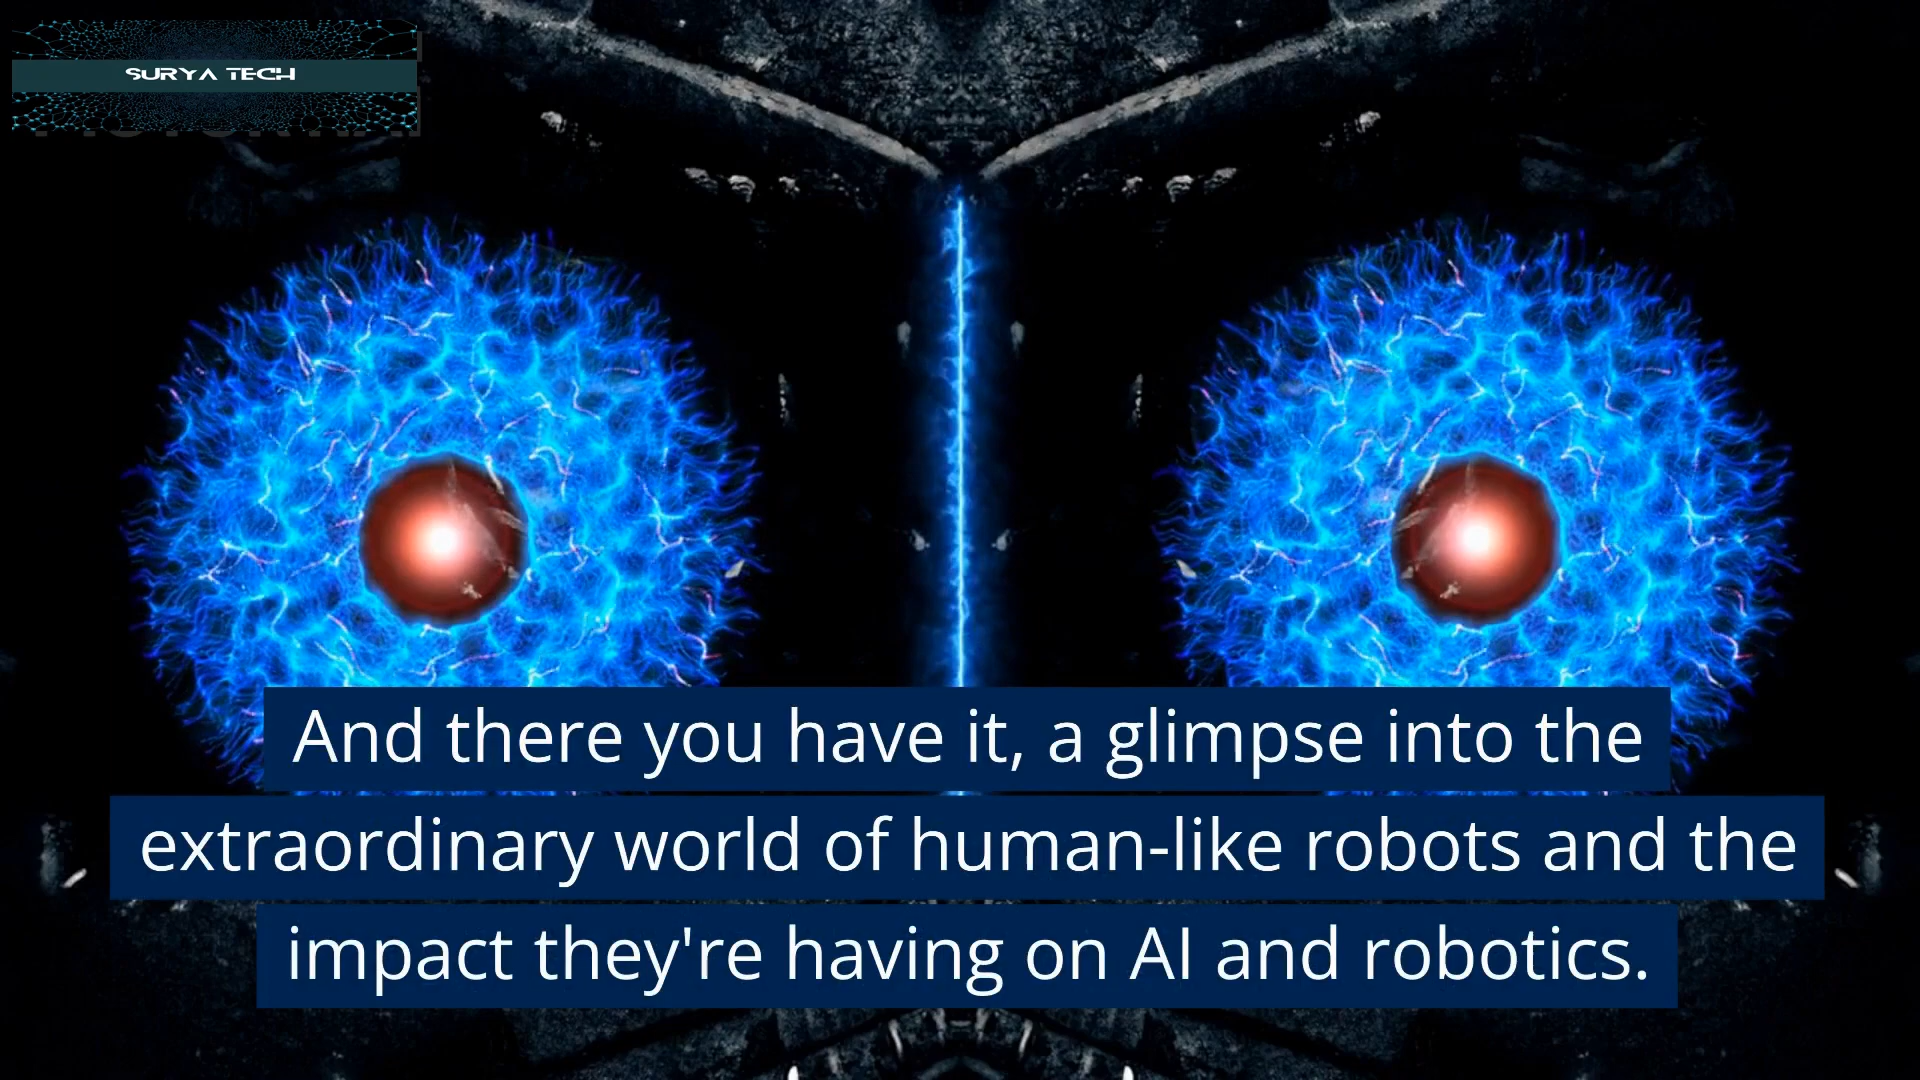 SURYA TECH
And there you have it, a glimpse into the
extraordinary world of human-like robots and the
impact they're having on AI and robotics.